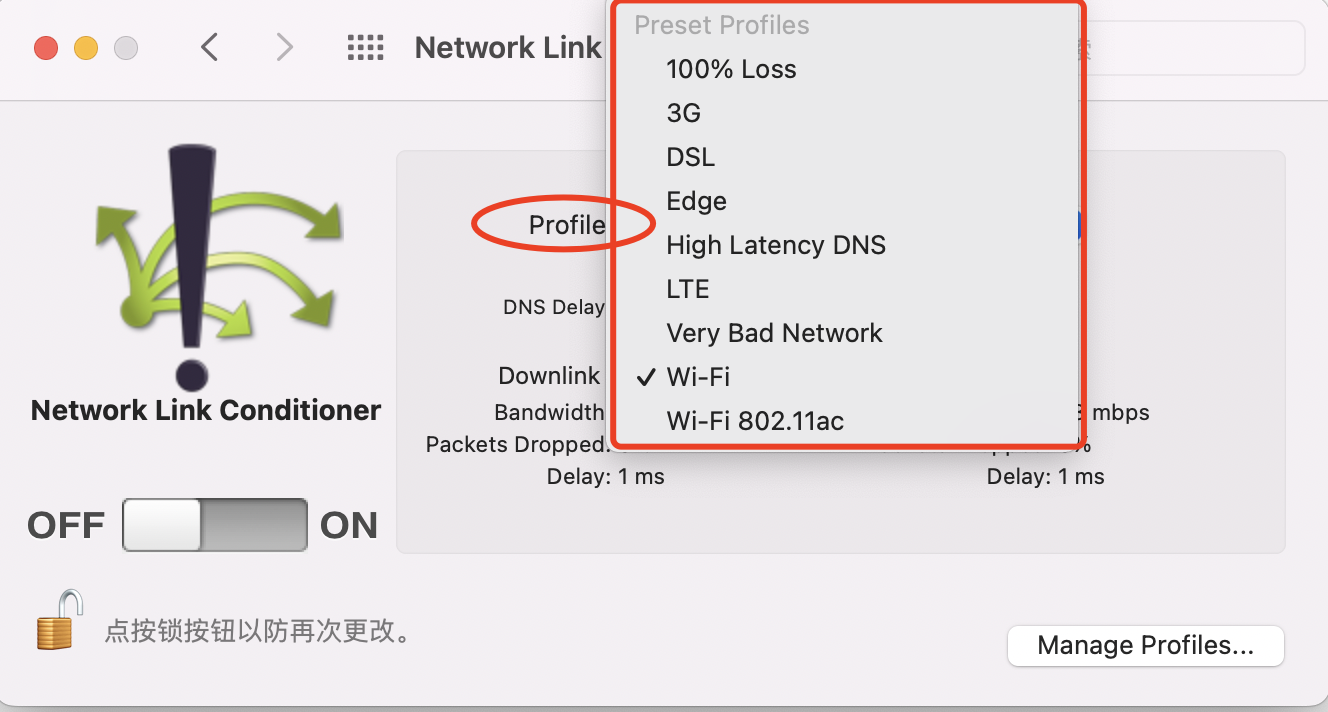 Network Link
Preset Profiles
100% Loss
3G
DSL
Edge
High Latency DNS
LTE
Very Bad Network
✓ Wi-Fi
Wi-Fi 802.11ac
Profile
DNS Delay
Downlink
Bandwidth
mbps
Packets Dropped:
%
Delay: 1 ms
Delay: 1 ms
Network Link Conditioner
OFF
ON
点按锁按钮以防再次更改。
Manage Profiles...